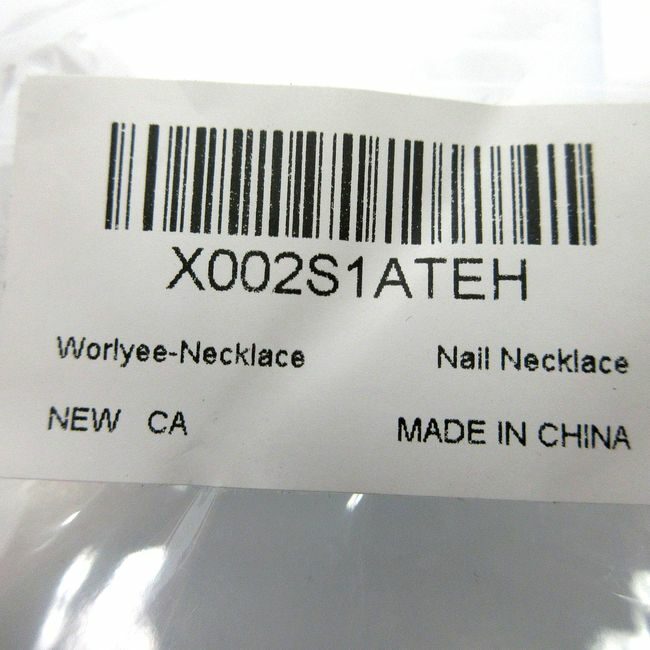 X002S1ATEH
Worlyee-Necklace Nail Necklace
NEW CA MADE IN CHINA